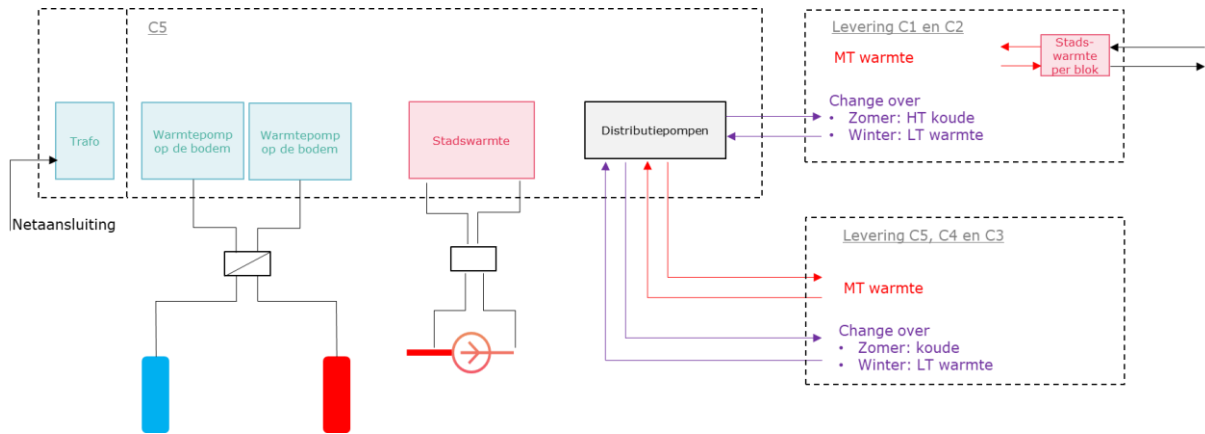 C5
Trafo
Warmtepomp
op de bodem
Warmtepomp
op de bodem
Stadswarmte
Distributiepompen
Netaansluiting
Levering C1 en C2
MT warmte
Stads-
warmte
per blok
Change over
• Zomer: HT koude
• Winter: LT warmte
Levering C5, C4 en C3
MT warmte
Change over
• Zomer: koude
• Winter: LT warmte